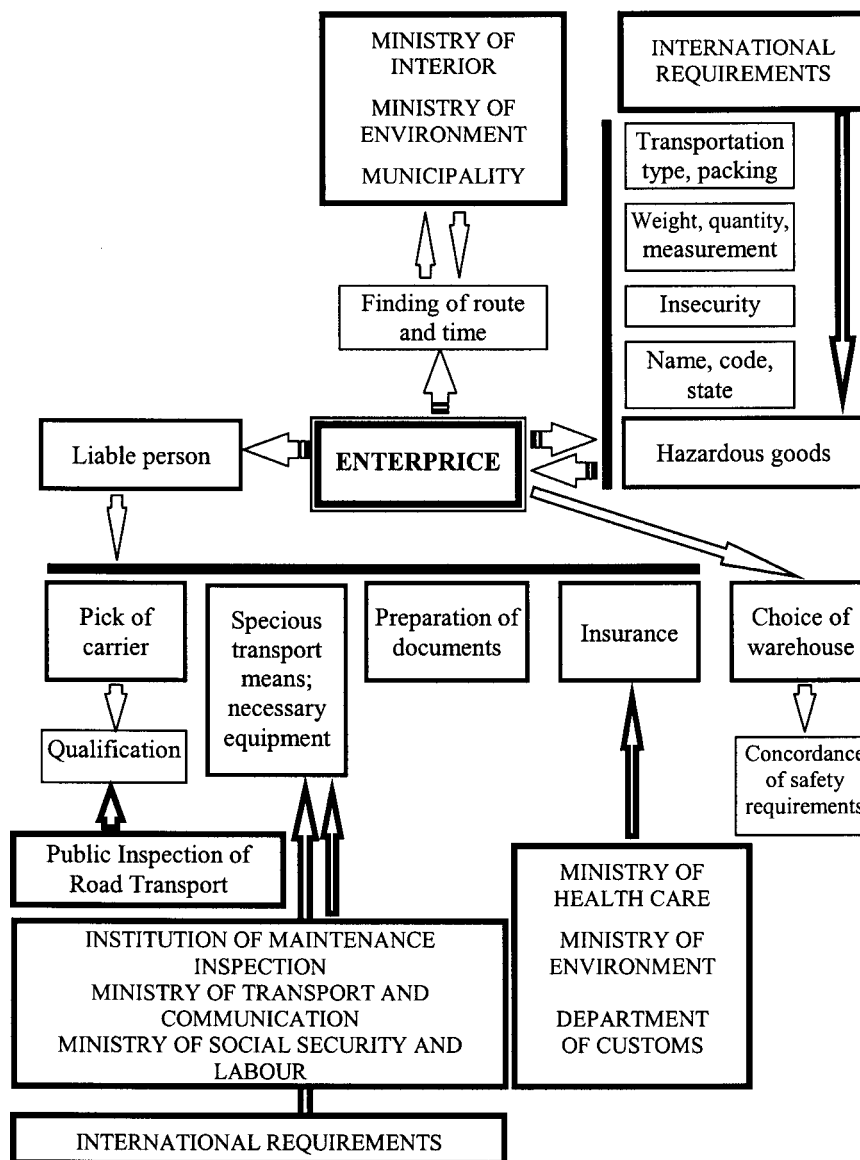 MINISTRY OF
INTERIOR
MINISTRY OF
ENVIRONMENT
MUNICIPALITY
INTERNATIONAL
REQUIREMENTS
Transportation
type, packing
Weight, quantity,
measurement
Insecurity
Name, code,
state
Hazardous goods
Finding of route
and time
Liable person
ENTERPRICE
Pick of
carrier
Specious
transport
means;
necessary
equipment
Preparation of
documents
Insurance
Choice of
warehouse
Qualification
Concordance
of safety
requirements
Public Inspection of
Road Transport
INSTITUTION OF MAINTENANCE
INSPECTION
MINISTRY OF TRANSPORT AND
COMMUNICATION
MINISTRY OF SOCIAL SECURITY AND
LABOUR
MINISTRY OF
HEALTH CARE
MINISTRY OF
ENVIRONMENT
DEPARTMENT
OF CUSTOMS
INTERNATIONAL REQUIREMENTS